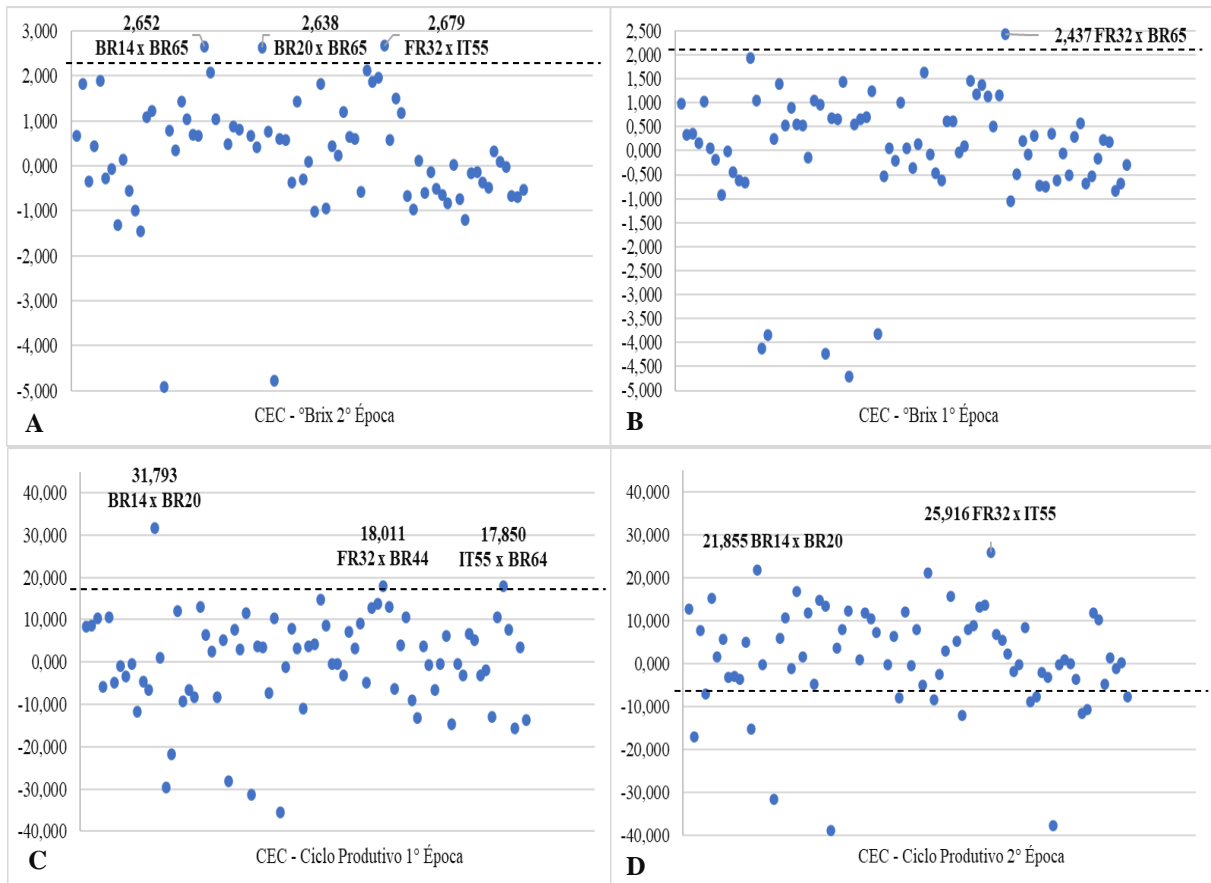 2,652
BR14 x BR65
2,638
BR20 x BR65
2,679
FR32 x IT55
3,000
2,000
1,000
0,000
-1,000
-2,000
-3,000
-4,000
-5,000
CEC - °Brix 2° Época
A
2,437 FR32 x BR65
2,500
2,000
1,500
1,000
0,500
0,000
-0,500
-1,000
-1,500
-2,000
-2,500
-3,000
-3,500
-4,000
-4,500
-5,000
CEC - °Brix 1° Época
B
31,793
BR14 x BR20
18,011
FR32 x BR44
17,850
IT55 x BR64
40,000
30,000
20,000
10,000
0,000
-10,000
-20,000
-30,000
-40,000
CEC - Ciclo Produtivo 1° Época
C
21,855 BR14 x BR20
25,916 FR32 x IT55
40,000
30,000
20,000
10,000
0,000
-10,000
-20,000
-30,000
-40,000
CEC - Ciclo Produtivo 2° Época
D